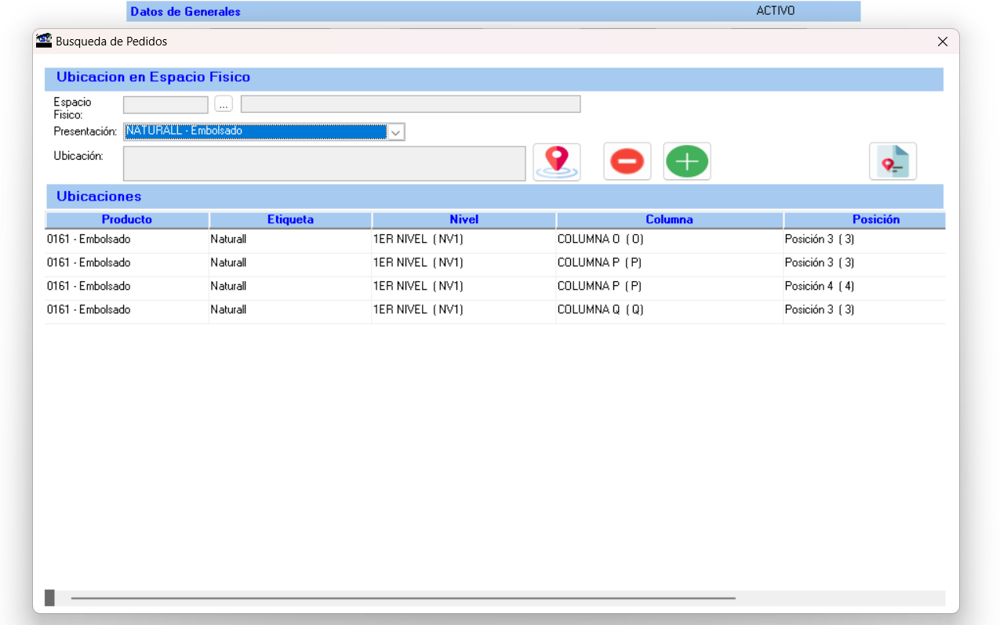 Datos de Generales ACTIVO
Busqueda de Pedidos
Ubicacion en Espacio Fisico
Espacio
Fisico:
...
Presentación: NATURALL - Embolsado
Ubicación:
Ubicaciones
Producto Etiqueta Nivel Columna Posición
0161 - Embolsado Naturall 1ER NIVEL ( NV1) COLUMNA O ( O) Posición 3 ( 3)
0161 - Embolsado Naturall 1ER NIVEL ( NV1) COLUMNA P ( P) Posición 3 ( 3)
0161 - Embolsado Naturall 1ER NIVEL ( NV1) COLUMNA P ( P) Posición 4 ( 4)
0161 - Embolsado Naturall 1ER NIVEL ( NV1) COLUMNA Q ( Q) Posición 3 ( 3)